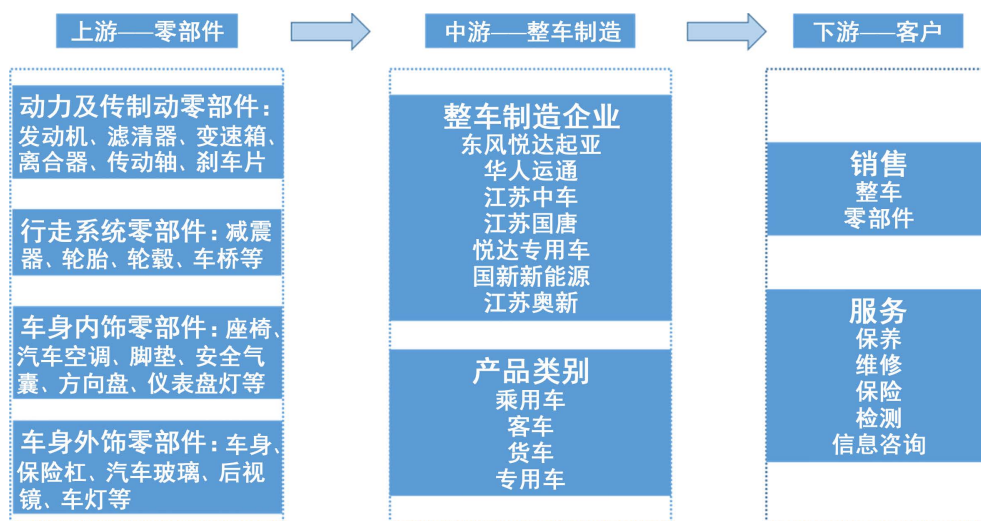 上游——零部件
动力及传制动零部件：
发动机、滤清器、变速箱、
离合器、传动轴、刹车片
行走系统零部件：减震
器、轮胎、轮毂、车桥等
车身内饰零部件：座椅、
汽车空调、脚垫、安全气
囊、方向盘、仪表盘灯等
车身外饰零部件：车身、
保险杠、汽车玻璃、后视
镜、车灯等
中游——整车制造
整车制造企业
东风悦达起亚
华人运通
江苏中车
江苏国唐
悦达专用车
国新新能源
江苏奥新
产品类别
乘用车
客车
货车
专用车
下游——客户
销售
整车
零部件
服务
保养
维修
保险
检测
信息咨询